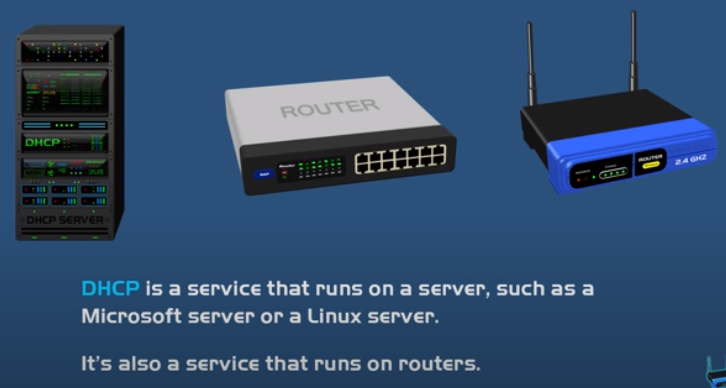 DHCP
DHCP SERVER
ROUTER
ROUTER
2.4 GHZ
DHCP is a service that runs on a server, such as a
Microsoft server or a Linux server.
It's also a service that runs on routers.